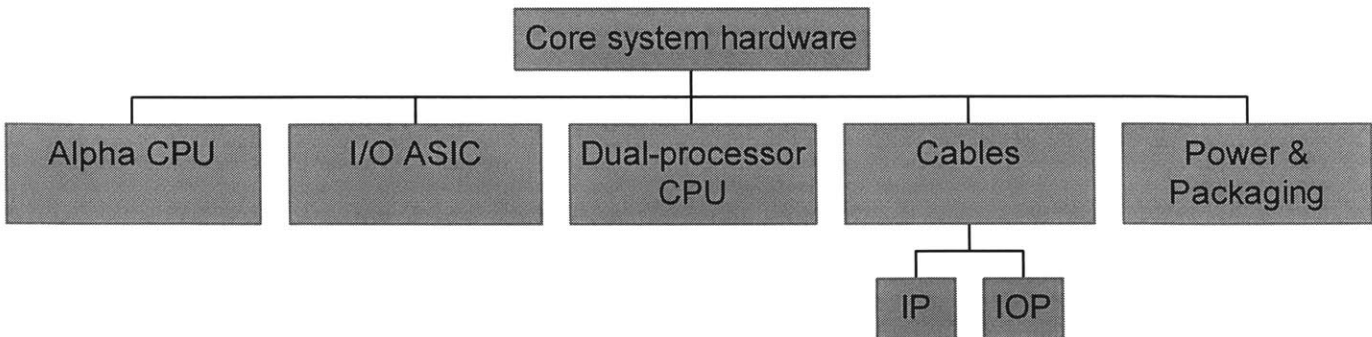 Core system hardware
Alpha CPU
I/O ASIC
Dual-processor
CPU
Cables
Power &
Packaging
IP
IOP